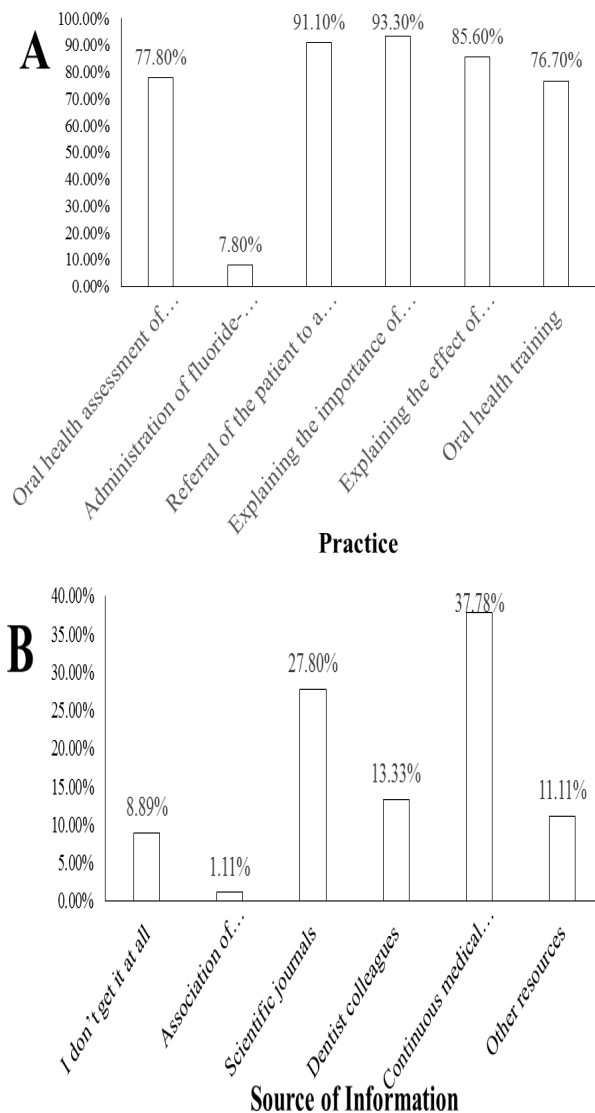 A
100.00%
90.00%
80.00%
70.00%
60.00%
50.00%
40.00%
30.00%
20.00%
10.00%
0.00%
77.80%
7.80%
91.10%
93.30%
85.60%
76.70%
Oral health assessment of…
Administration of fluoride-…
Referral of the patient to a…
Explaining the importance of…
Explaining the effect of…
Oral health training
Practice
B
40.00%
35.00%
30.00%
25.00%
20.00%
15.00%
10.00%
5.00%
0.00%
8.89%
1.11%
27.80%
13.33%
37.78%
11.11%
I don't get it at all
Association of…
Scientific journals
Dentist colleagues
Continuous medical…
Other resources
Source of Information